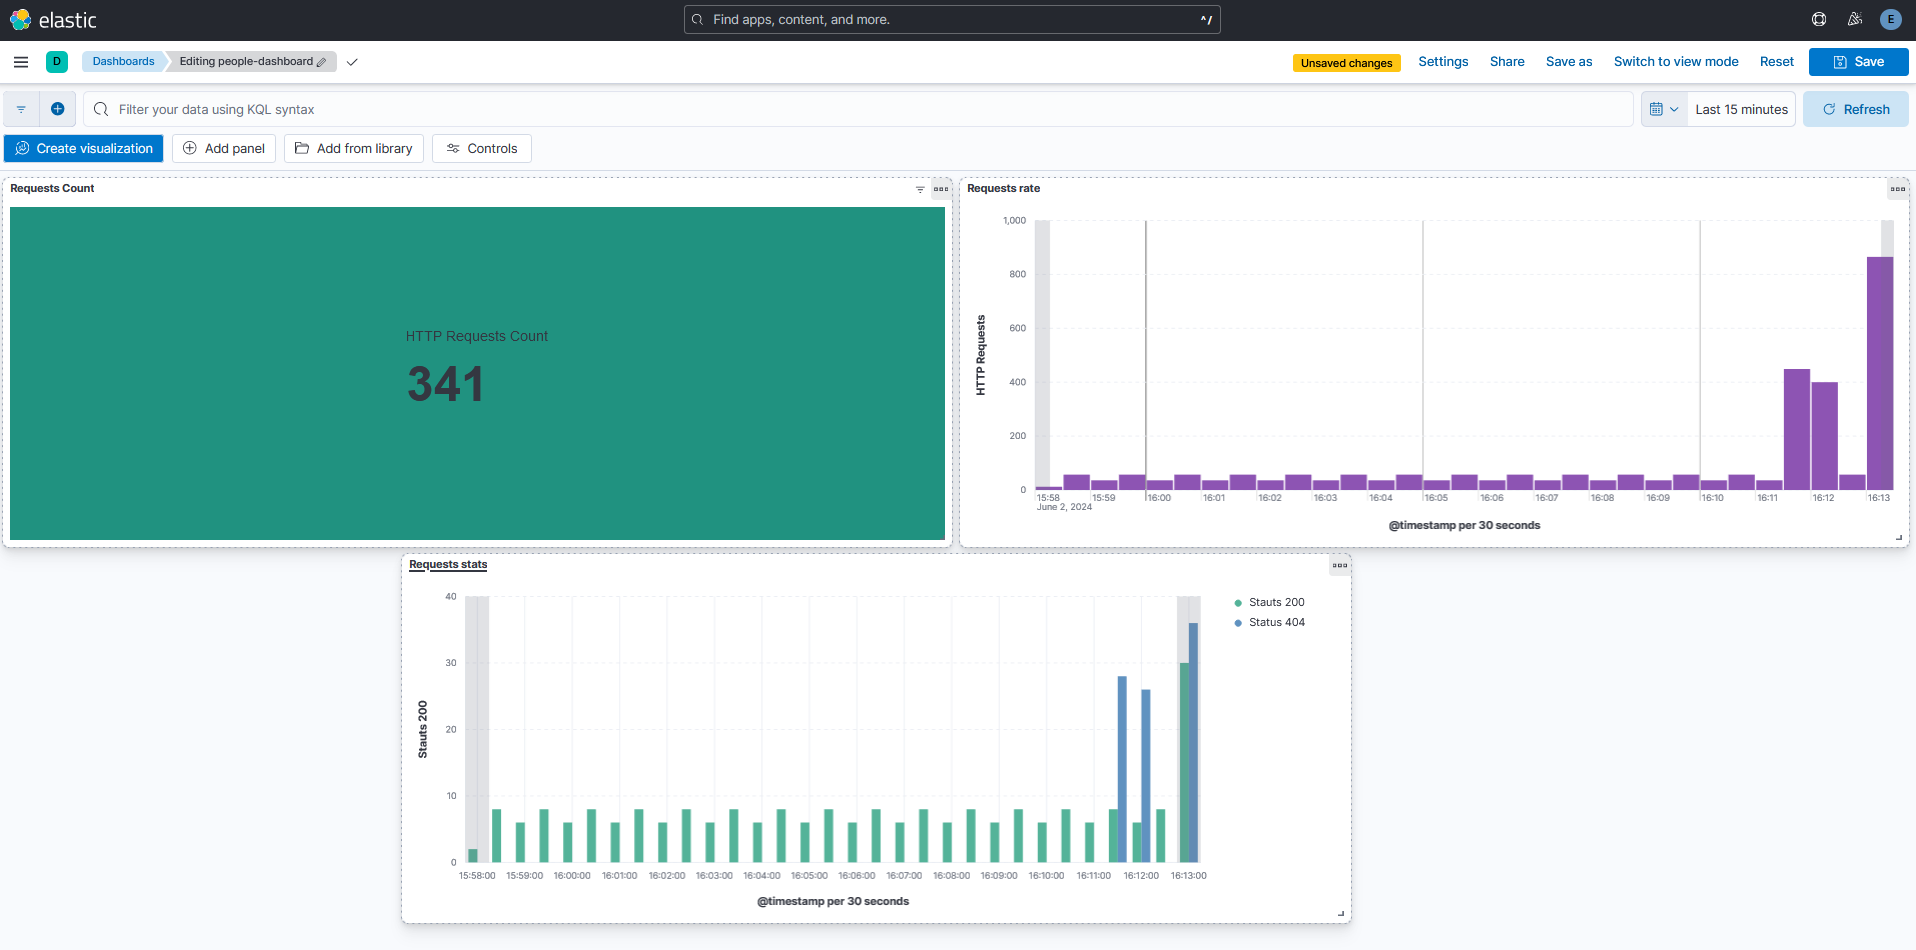 elastic
Find apps, content, and more.
^/
E
D
Dashboards
Editing people-dashboard
Unsaved changes
Settings
Share
Save as
Switch to view mode
Reset
Save
Filter your data using KQL syntax
Last 15 minutes
Refresh
Create visualization
Add panel
Add from library
Controls
Requests Count
HTTP Requests Count
341
Requests rate
HTTP Requests
1,000
800
600
400
200
0
15:58 15:59 16:00 16:01 16:02 16:03 16:04 16:05 16:06 16:07 16:08 16:09 16:10 16:11 16:12 16:13
June 2, 2024
@timestamp per 30 seconds
Requests stats
Stauts 200
40
30
20
10
0
15:58:00 15:59:00 16:00:00 16:01:00 16:02:00 16:03:00 16:04:00 16:05:00 16:06:00 16:07:00 16:08:00 16:09:00 16:10:00 16:11:00 16:12:00 16:13:00
@timestamp per 30 seconds
Stauts 200
Status 404